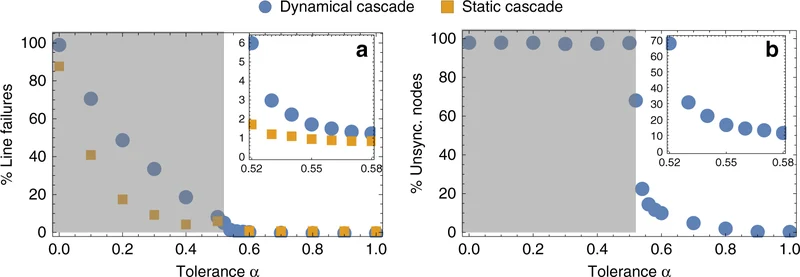 Dynamical cascade Static cascade
a
b
% Line failures
100
80
60
40
20
0
0.0 0.2 0.4 0.6 0.8 1.0
Tolerance α
6
5
4
3
2
1
0
0.52 0.55 0.58
% Unsync. nodes
100
80
60
40
20
0
0.0 0.2 0.4 0.6 0.8 1.0
Tolerance α
70
60
50
40
30
20
10
0
0.52 0.55 0.58